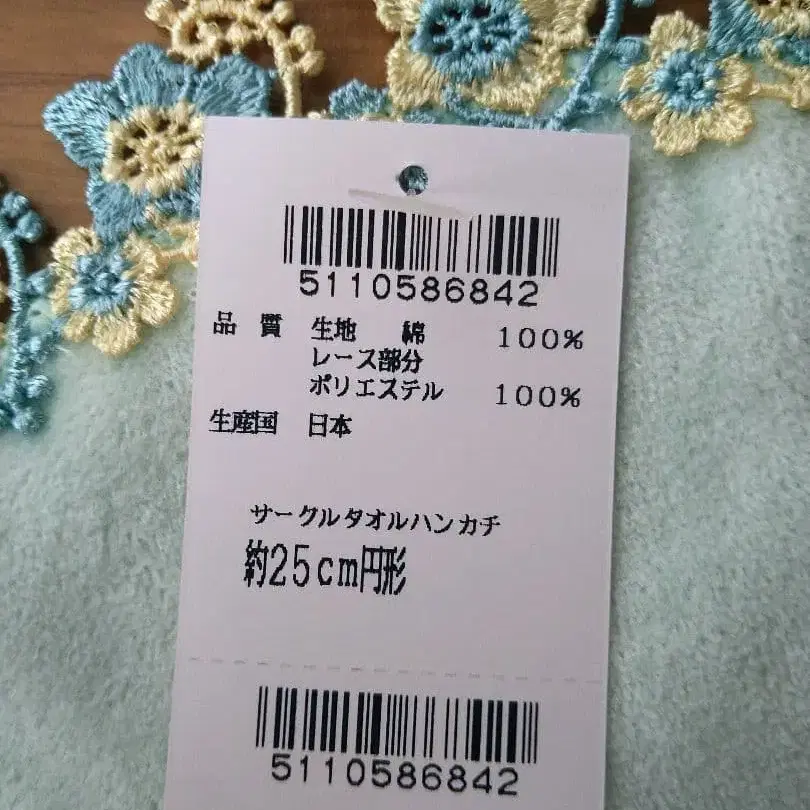 5110586842
品質 生地 綿 100%
レース部分
ポリエステル 100%
生産国 日本
サークルタオルハンカチ
約25cm円形
5110586842